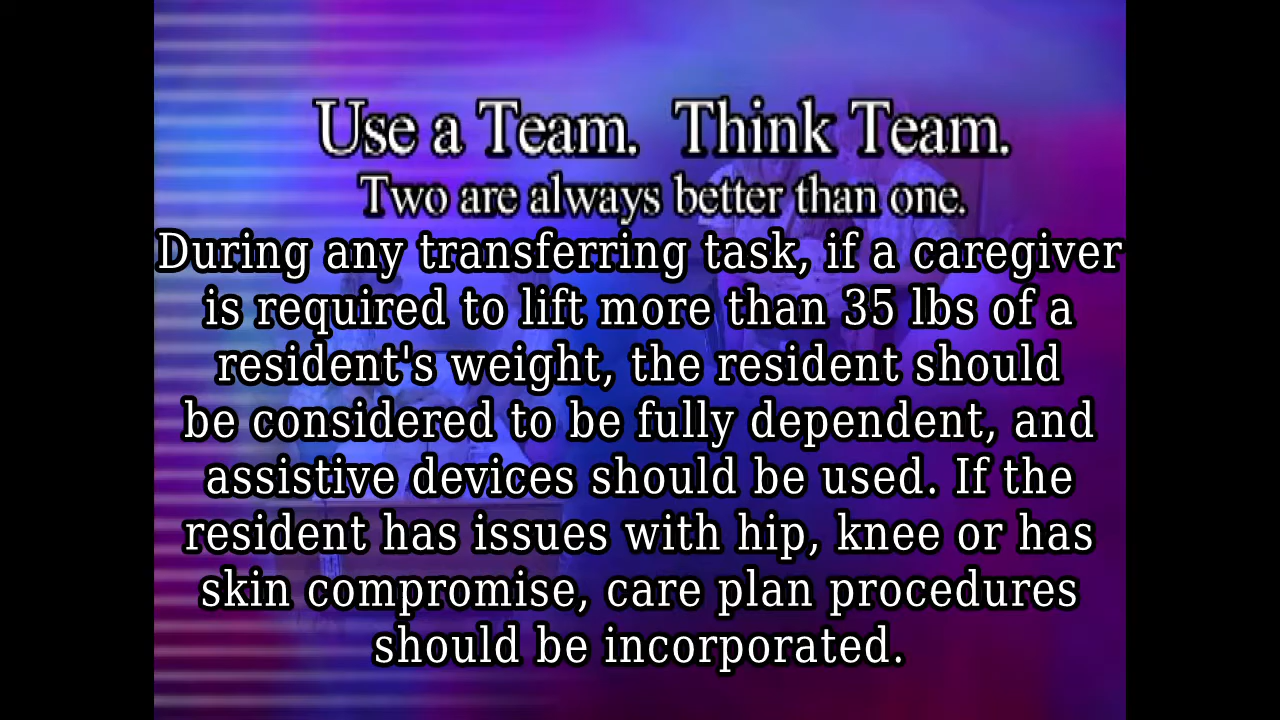 Use a Team. Think Team.
Two are always better than one.
During any transferring task, if a caregiver
is required to lift more than 35 lbs of a
resident's weight, the resident should
be considered to be fully dependent, and
assistive devices should be used. If the
resident has issues with hip, knee or has
skin compromise, care plan procedures
should be incorporated.